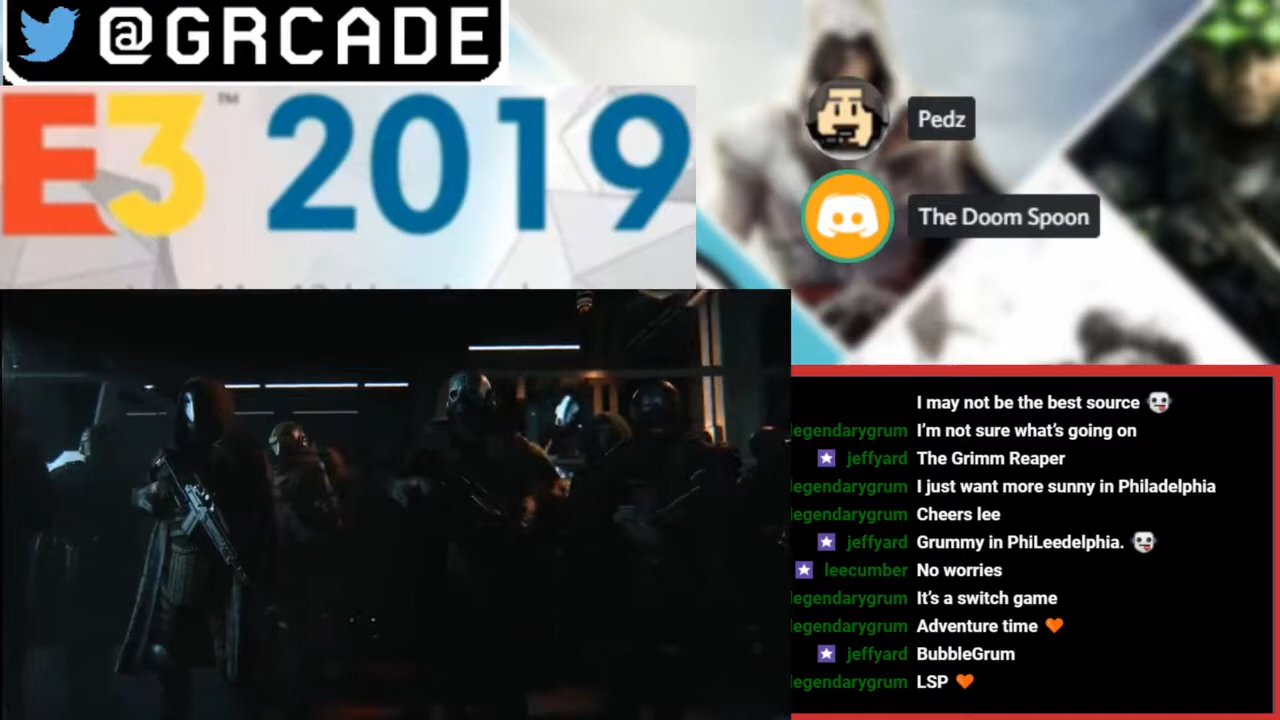 @GRCADE
E3™ 2019
Pedz
The Doom Spoon
I may not be the best source
legendarygrum I'm not sure what's going on
jeffyard The Grimm Reaper
legendarygrum I just want more sunny in Philadelphia
legendarygrum Cheers lee
jeffyard Grummy in PhiLeedelphia.
leecumber No worries
legendarygrum It's a switch game
legendarygrum Adventure time
jeffyard BubbleGrum
legendarygrum LSP